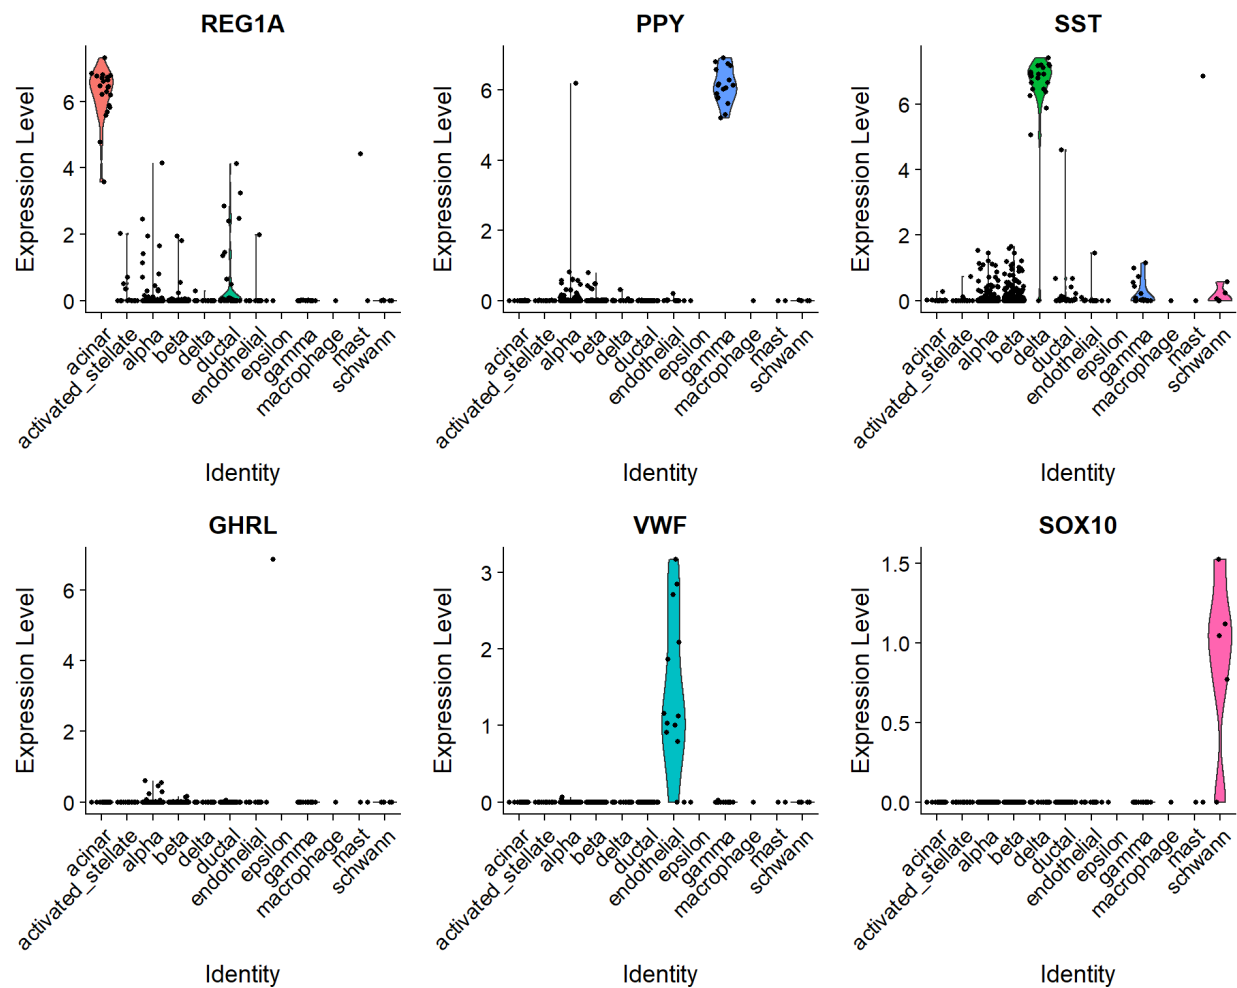 REG1A
PPY
SST
Expression Level
6
4
2
0
Expression Level
6
4
2
0
Expression Level
6
4
2
0
acinar
activated_stellate
alpha
beta
delta
ductal
endothelial
epsilon
gamma
macrophage
mast
schwann
acinar
activated_stellate
alpha
beta
delta
ductal
endothelial
epsilon
gamma
macrophage
mast
schwann
acinar
activated_stellate
alpha
beta
delta
ductal
endothelial
epsilon
gamma
macrophage
mast
schwann
Identity
Identity
Identity
GHRL
VWF
SOX10
Expression Level
6
4
2
0
Expression Level
3
2
1
0
Expression Level
1.5
1.0
0.5
0.0
acinar
activated_stellate
alpha
beta
delta
ductal
endothelial
epsilon
gamma
macrophage
mast
schwann
acinar
activated_stellate
alpha
beta
delta
ductal
endothelial
epsilon
gamma
macrophage
mast
schwann
acinar
activated_stellate
alpha
beta
delta
ductal
endothelial
epsilon
gamma
macrophage
mast
schwann
Identity
Identity
Identity